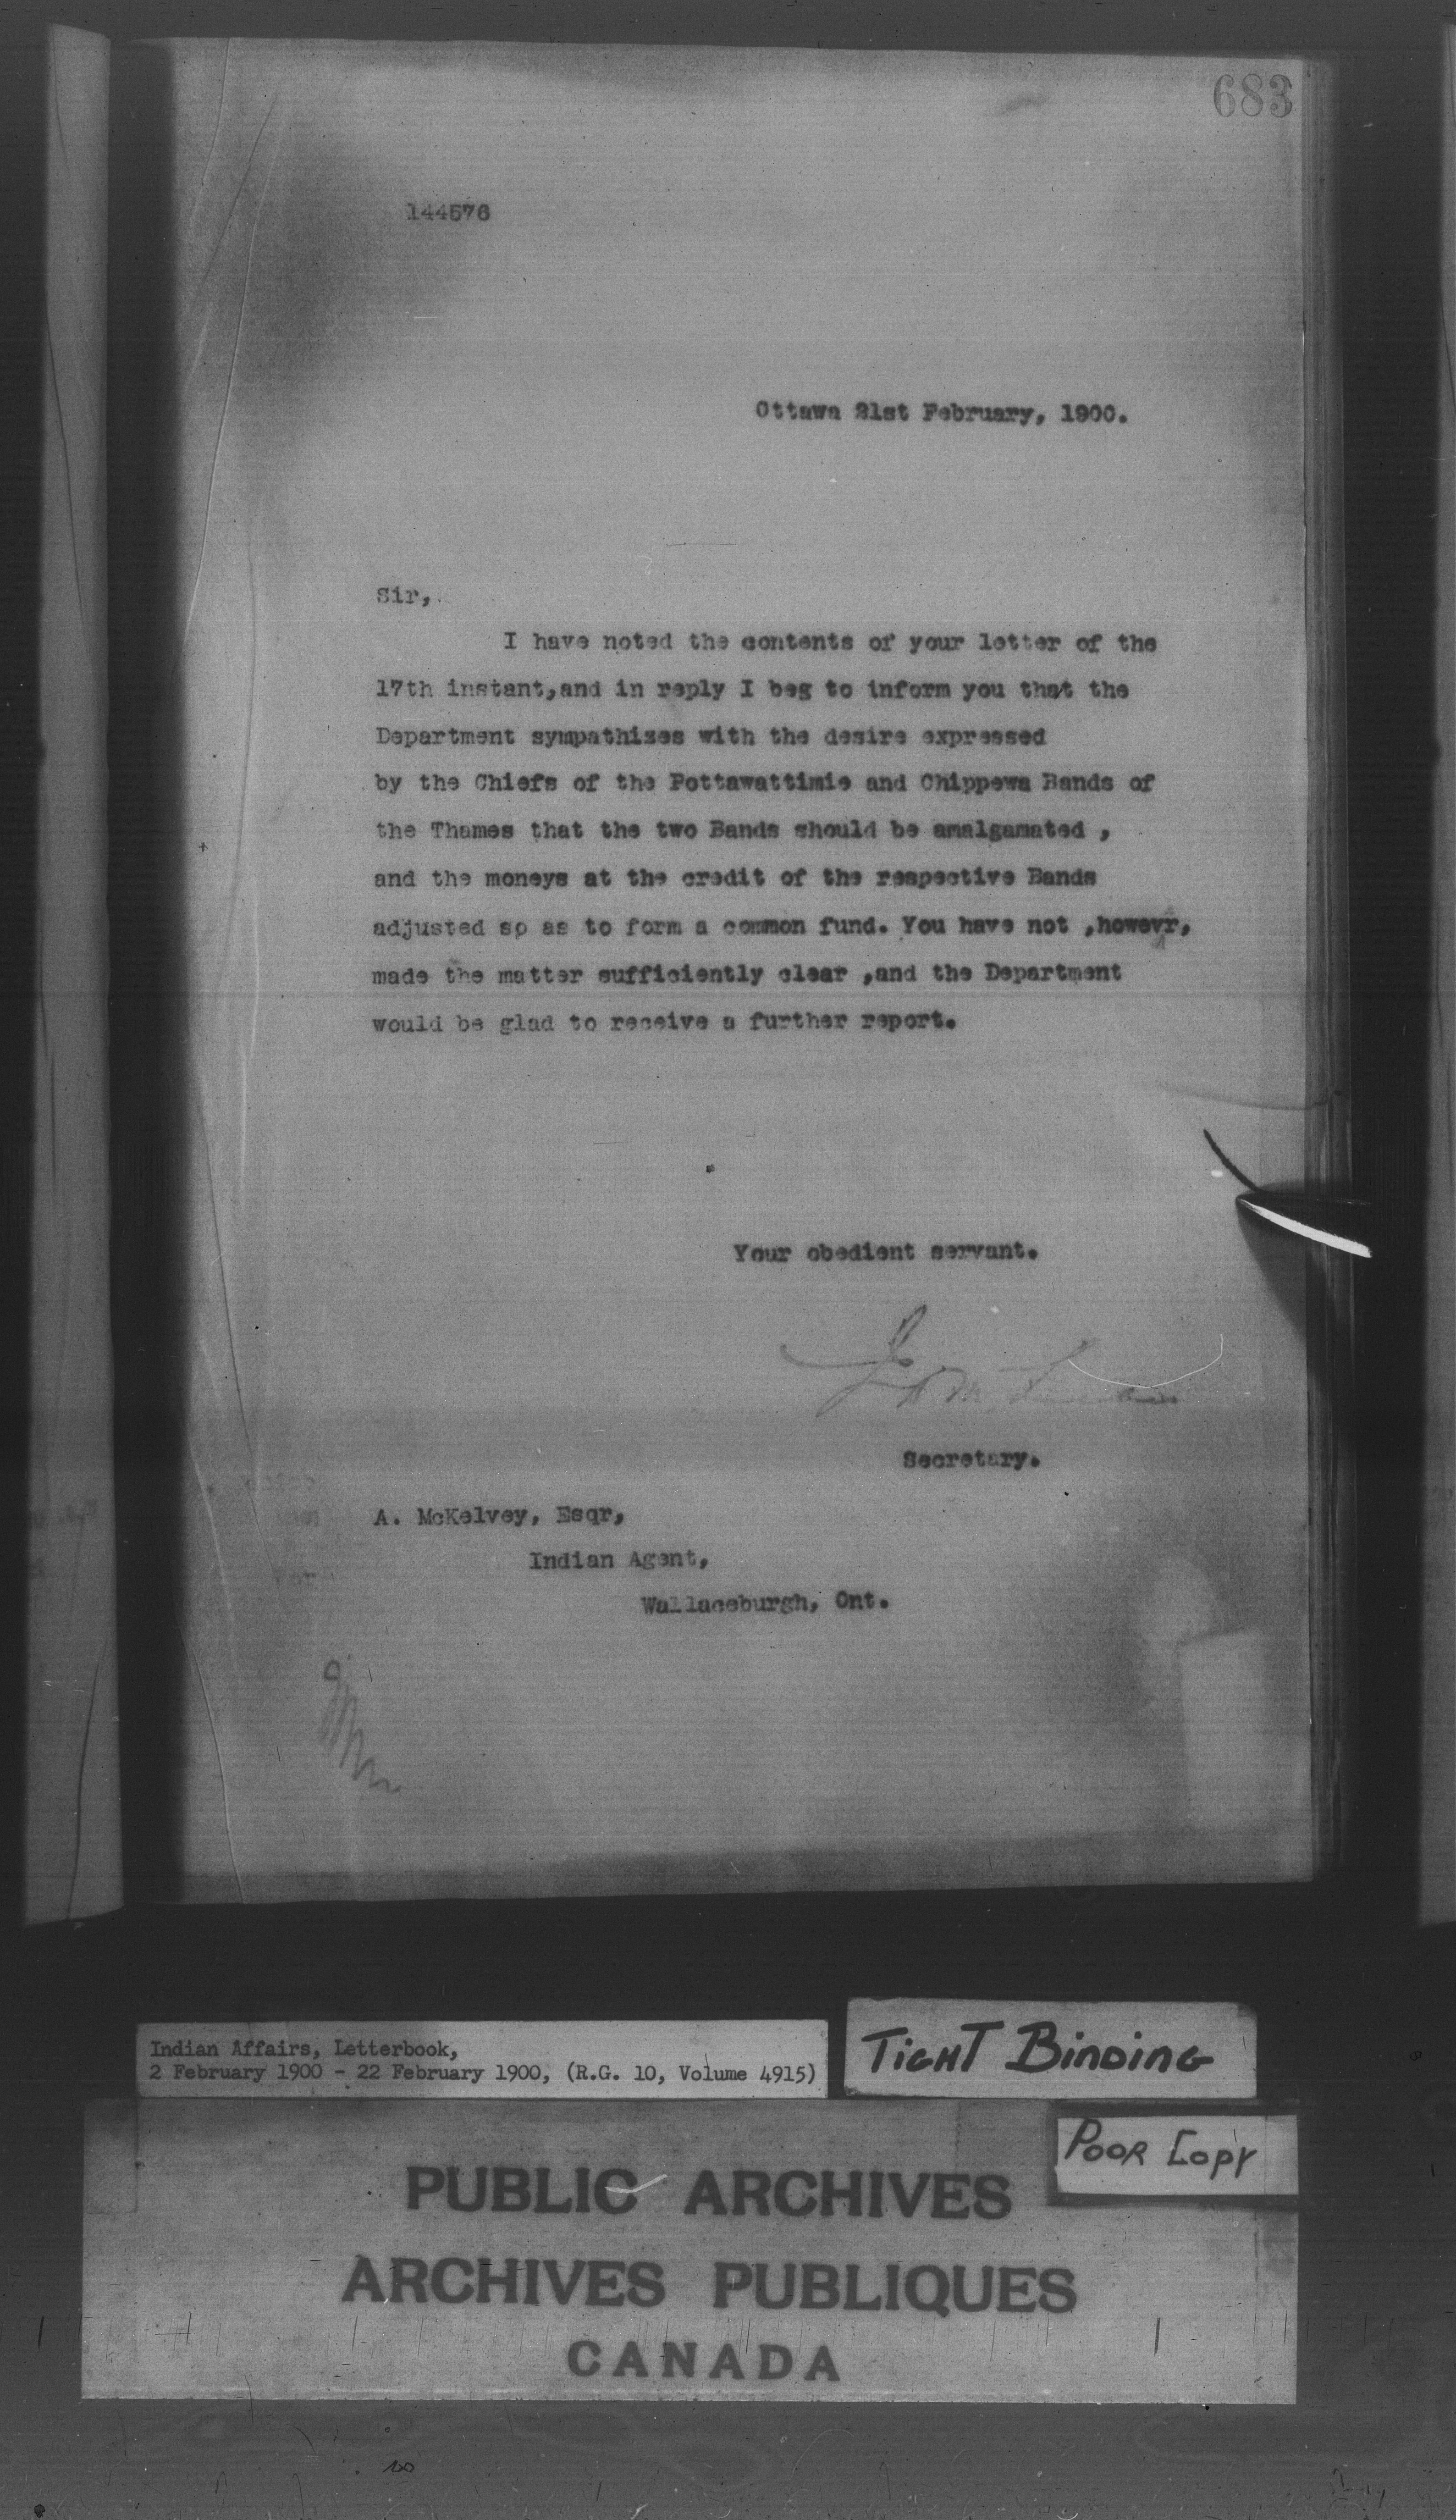 683
144576
Ottawa 21st February, 1900.
Sir,
I have noted the contents of your letter of the
17th instant,and in reply I beg to inform you that the
Department sympathizes with the desire expressed
by the Chiefs of the Pottawattimie and Chippewa Bands of
the Thames that the two Bands should be amalgamated ,
and the moneys at the credit of the respective Bands
adjusted so as to form a common fund. You have not ,howevr,
made the matter sufficiently clear ,and the Department
would be glad to receive a further report.
Your obedient servant.
Secretary.
A. McKelvey, Esqr,
Indian Agent,
Wallaceburgh, Ont.
Indian Affairs, Letterbook,
2 February 1900 - 22 February 1900, (R.G. 10, Volume 4915)
TIGHT BINDING
POOR COPY
PUBLIC ARCHIVES
ARCHIVES PUBLIQUES
CANADA